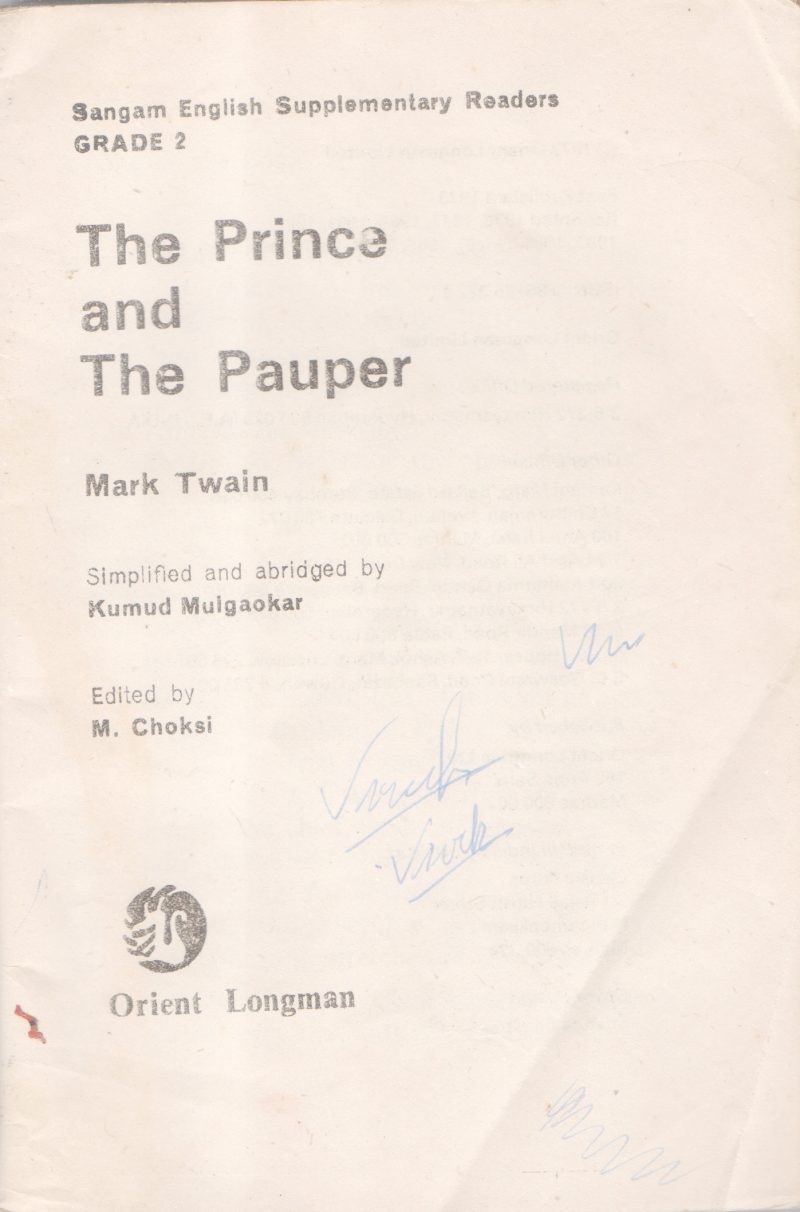 Sangam English Supplementary Readers
GRADE 2
The Prince
and
The Pauper
Mark Twain
Simplified and abridged by
Kumud Mulgaokar
Edited by
M. Choksi
Orient Longman